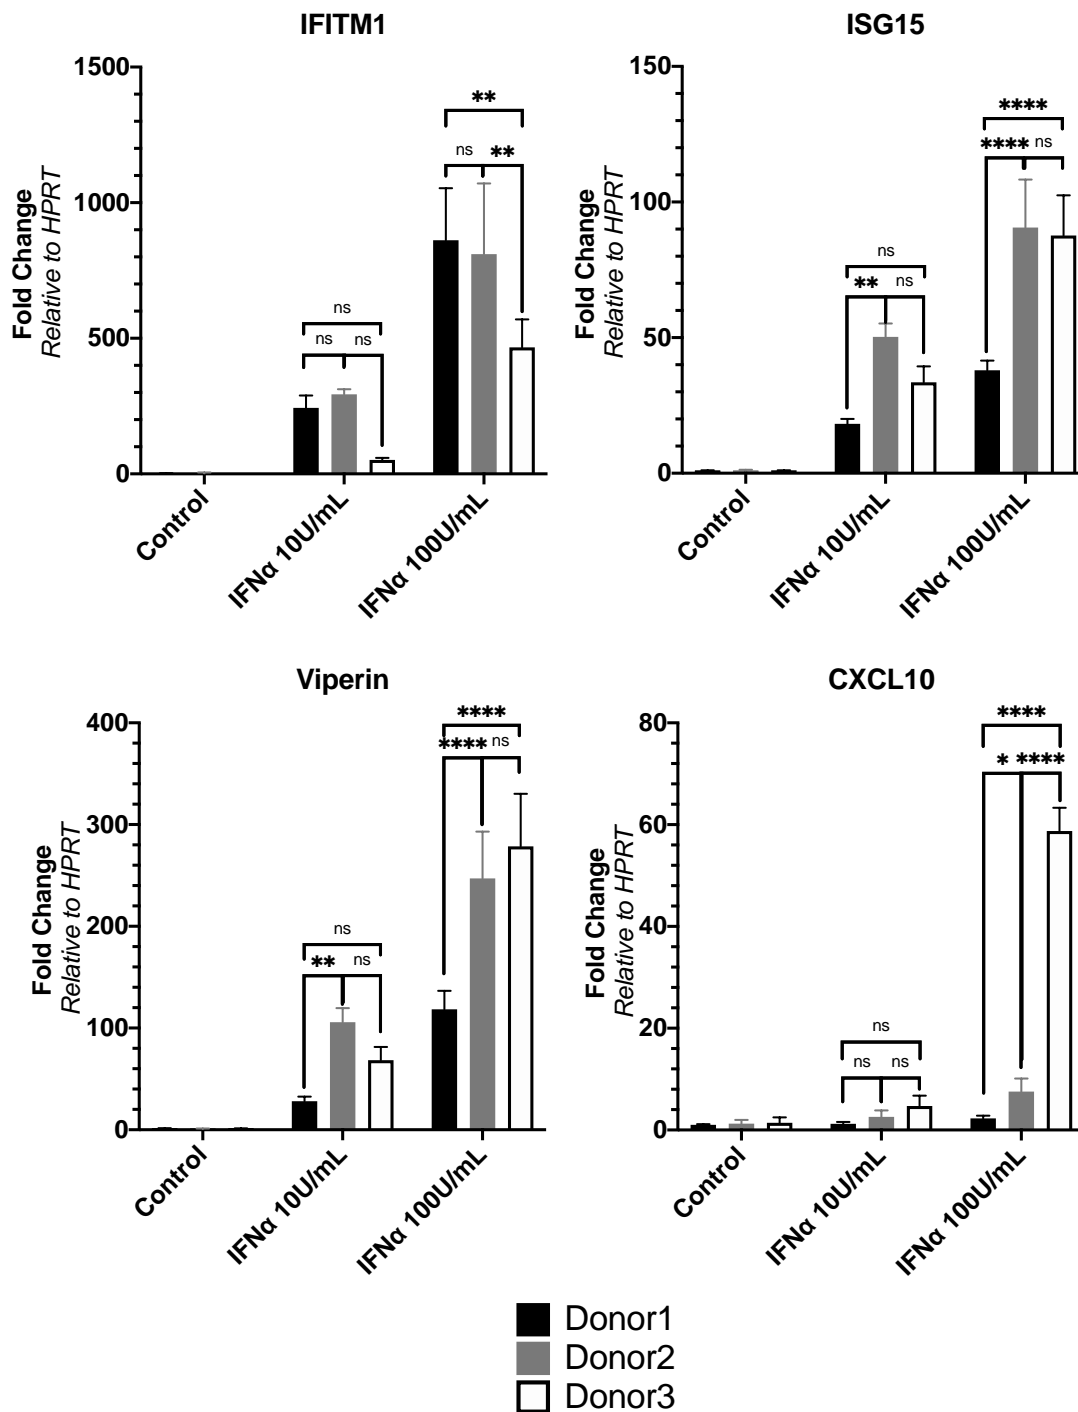 IFITM1
1500
1000
500
0
Fold Change
Relative to HPRT
**
ns **
ns
ns ns
Control
IFNα 10U/mL
IFNα 100U/mL
ISG15
150
100
50
0
Fold Change
Relative to HPRT
****
**** ns
ns
** ns
Control
IFNα 10U/mL
IFNα 100U/mL
Viperin
400
300
200
100
0
Fold Change
Relative to HPRT
****
**** ns
ns
** ns
Control
IFNα 10U/mL
IFNα 100U/mL
CXCL10
80
60
40
20
0
Fold Change
Relative to HPRT
****
* ****
ns
ns ns
Control
IFNα 10U/mL
IFNα 100U/mL
Donor1
Donor2
Donor3